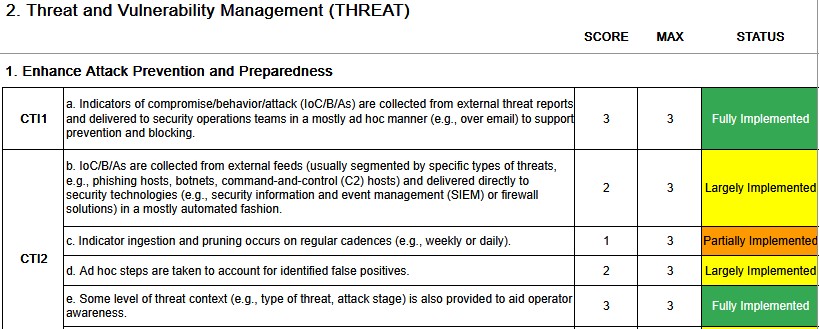 2. Threat and Vulnerability Management (THREAT)
SCORE MAX STATUS
1. Enhance Attack Prevention and Preparedness
CTI1
a. Indicators of compromise/behavior/attack (IoC/B/As) are collected from external threat reports
and delivered to security operations teams in a mostly ad hoc manner (e.g., over email) to support
prevention and blocking.
3 3 Fully Implemented
CTI2
b. IoC/B/As are collected from external feeds (usually segmented by specific types of threats,
e.g., phishing hosts, botnets, command-and-control (C2) hosts) and delivered directly to
security technologies (e.g., security information and event management (SIEM) or firewall
solutions) in a mostly automated fashion.
2 3 Largely Implemented
c. Indicator ingestion and pruning occurs on regular cadences (e.g., weekly or daily). 1 3 Partially Implemented
d. Ad hoc steps are taken to account for identified false positives. 2 3 Largely Implemented
e. Some level of threat context (e.g., type of threat, attack stage) is also provided to aid operator
awareness.
3 3 Fully Implemented